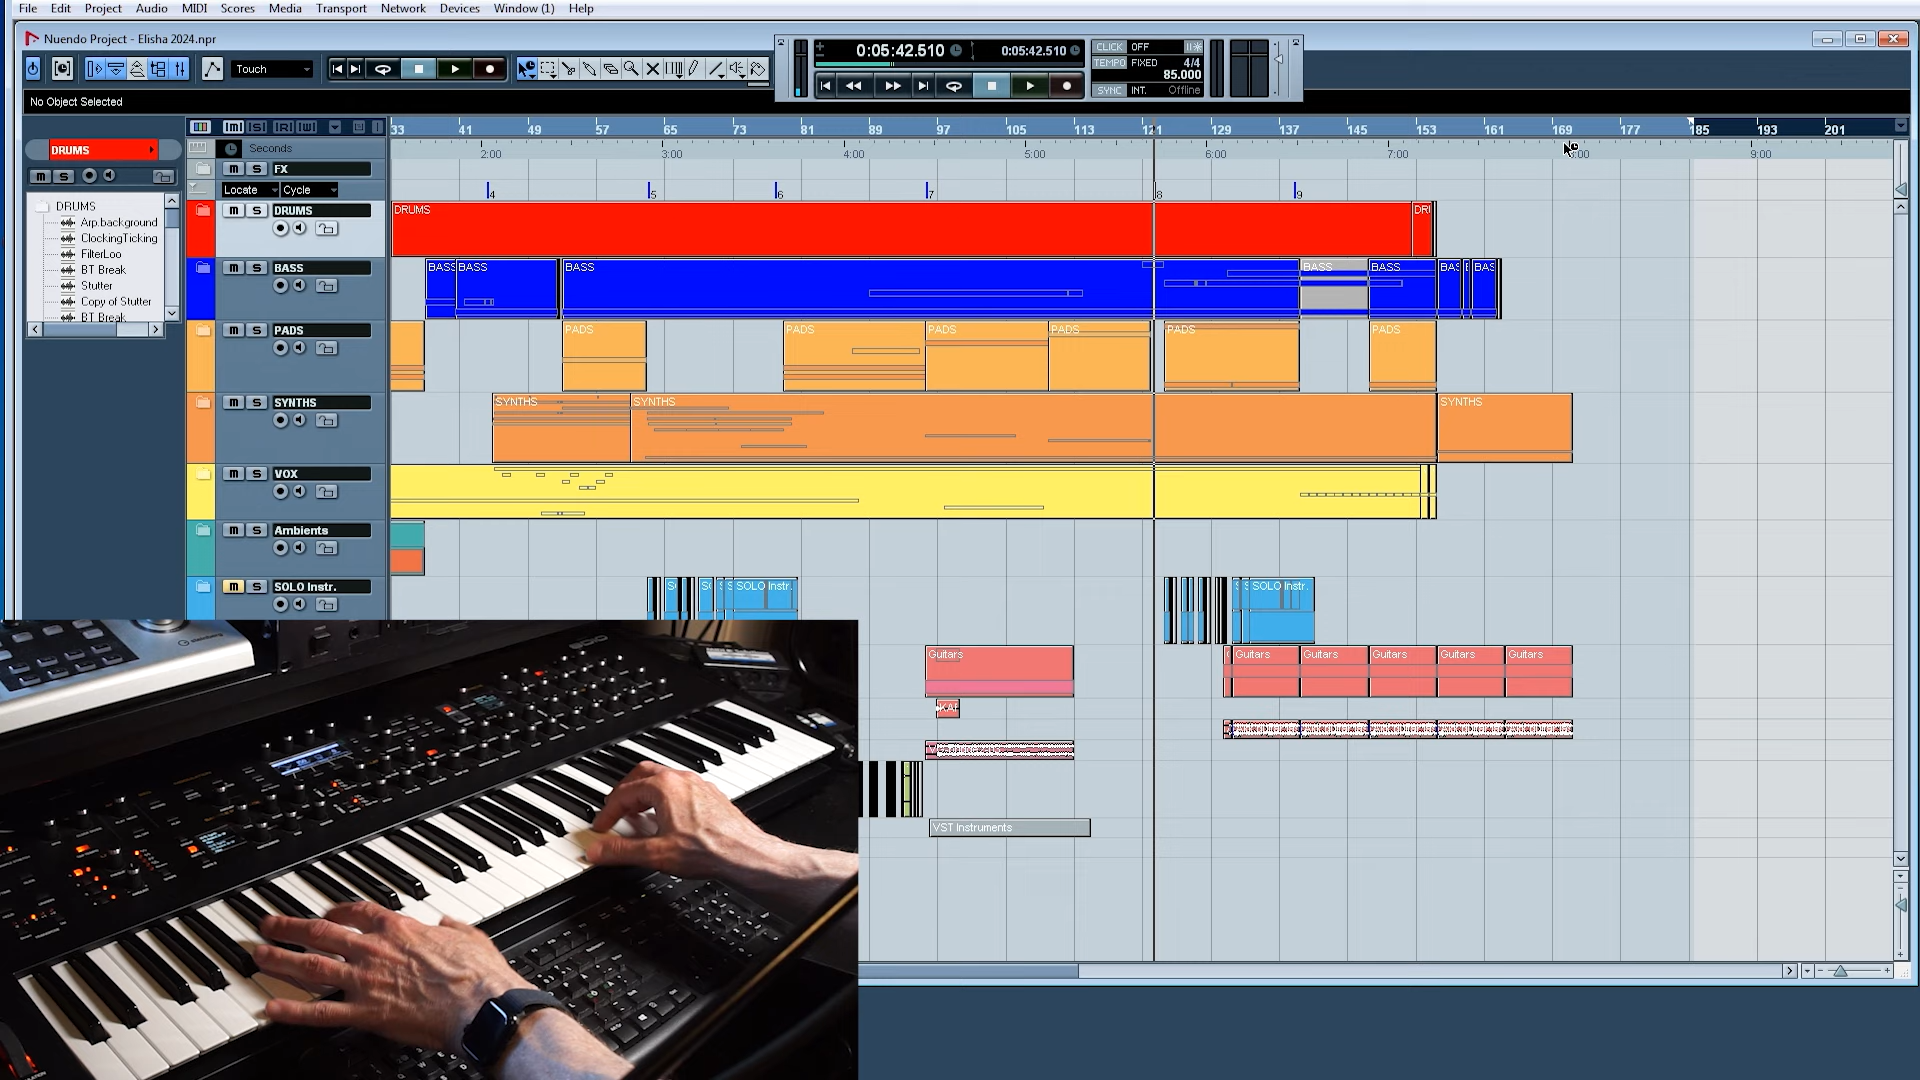 File Edit Project Audio MIDI Scores Media Transport Network Devices Window (1) Help
Nuendo Project - Elisha 2024.npr
Touch
0:05:42.510 0:05:42.510
CLICK OFF
TEMPO FIXED 4/4
85.000
SYNC INT. Offline
No Object Selected
33 41 49 57 65 73 81 89 97 105 113 121 129 137 145 153 161 169 177 185 193 201
Seconds
2:00 3:00 4:00 5:00 6:00 7:00 9:00
m S FX
Locate Cycle
4 5 6 7 8 9
DRUMS
m S
DRUMS
Arp.background
ClockingTicking
FilterLoo
BT Break
Stutter
Copy of Stutter
BT Break
m S DRUMS
DRUMS DRI
m S BASS
BASS BASS BASS BASS BASS BAS BAS
m S PADS
PADS PADS PADS PADS PADS PADS
m S SYNTHS
SYNTHS SYNTHS SYNTHS
m S VOX
m S Ambients
m S SOLO Instr.
SOLO Instr. SOLO Instr.
Guitars Guitars Guitars Guitars Guitars Guitars
VST Instruments